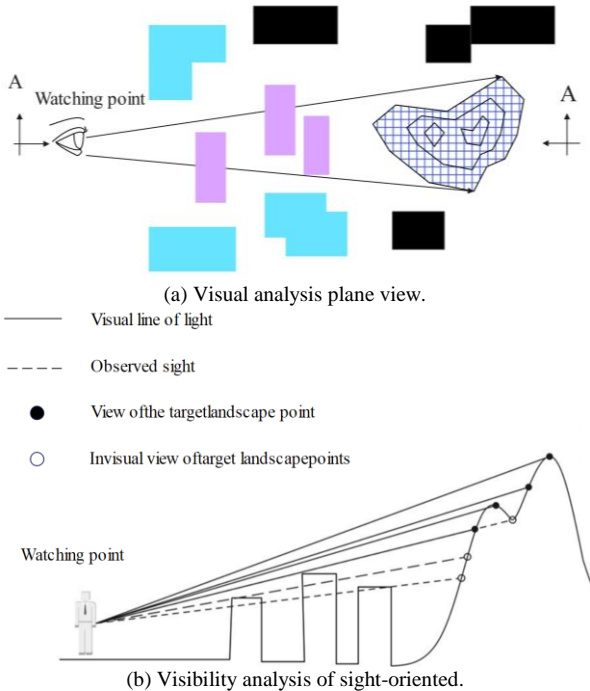 A
Watching point
A
(a) Visual analysis plane view.
Visual line of light
Observed sight
View ofthe targetlandscape point
Invisual view oftarget landscapepoints
Watching point
(b) Visibility analysis of sight-oriented.